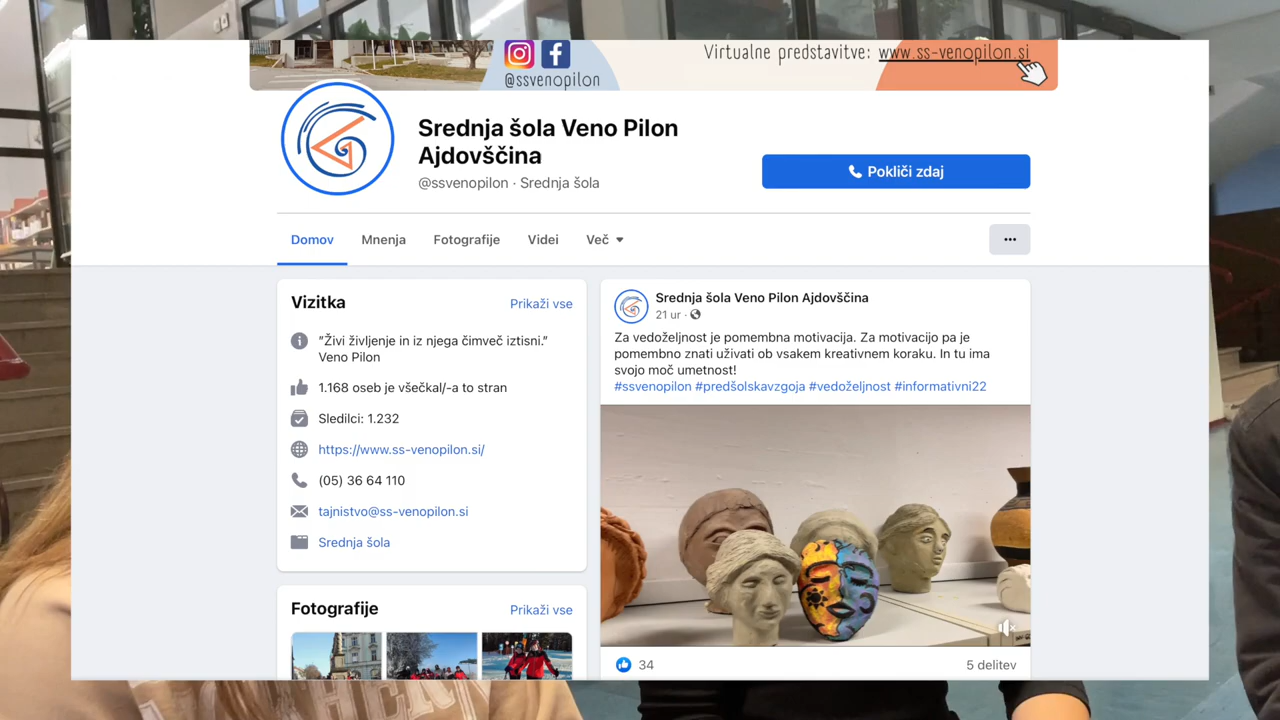 Virtualne predstavitve: www.ss-venopilon.si
@ssvenopilon
Srednja šola Veno Pilon
Ajdovščina
@ssvenopilon · Srednja šola
Pokliči zdaj
Domov
Mnenja
Fotografije
Videi
Več
Vizitka
Prikaži vse
"Živi življenje in iz njega čimveč iztisni."
Veno Pilon
1.168 oseb je všečkal/-a to stran
Sledilci: 1.232
https://www.ss-venopilon.si/
(05) 36 64 110
tajnistvo@ss-venopilon.si
Srednja šola
Fotografije
Prikaži vse
Srednja šola Veno Pilon Ajdovščina
21 ur ·
Za vedoželjnost je pomembna motivacija. Za motivacijo pa je
pomembno znati uživati ob vsakem kreativnem koraku. In tu ima
svojo moč umetnost!
#ssvenopilon #predšolskavzgoja #vedoželjnost #informativni22
34
5 delitev